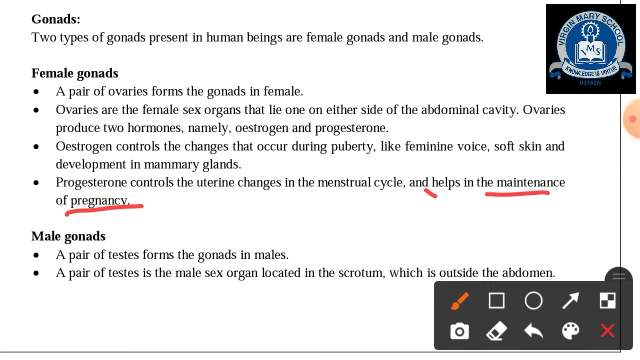 Gonads:
Two types of gonads present in human beings are female gonads and male gonads.
Female gonads
• A pair of ovaries forms the gonads in female.
• Ovaries are the female sex organs that lie one on either side of the abdominal cavity. Ovaries
produce two hormones, namely, oestrogen and progesterone.
• Oestrogen controls the changes that occur during puberty, like feminine voice, soft skin and
development in mammary glands.
• Progesterone controls the uterine changes in the menstrual cycle, and helps in the maintenance
of pregnancy.
Male gonads
• A pair of testes forms the gonads in males.
• A pair of testes is the male sex organ located in the scrotum, which is outside the abdomen.
VIRGIN MARY SCHOOL
VMS
KNOWLEDGE IS VIRTUE
UJJAIN